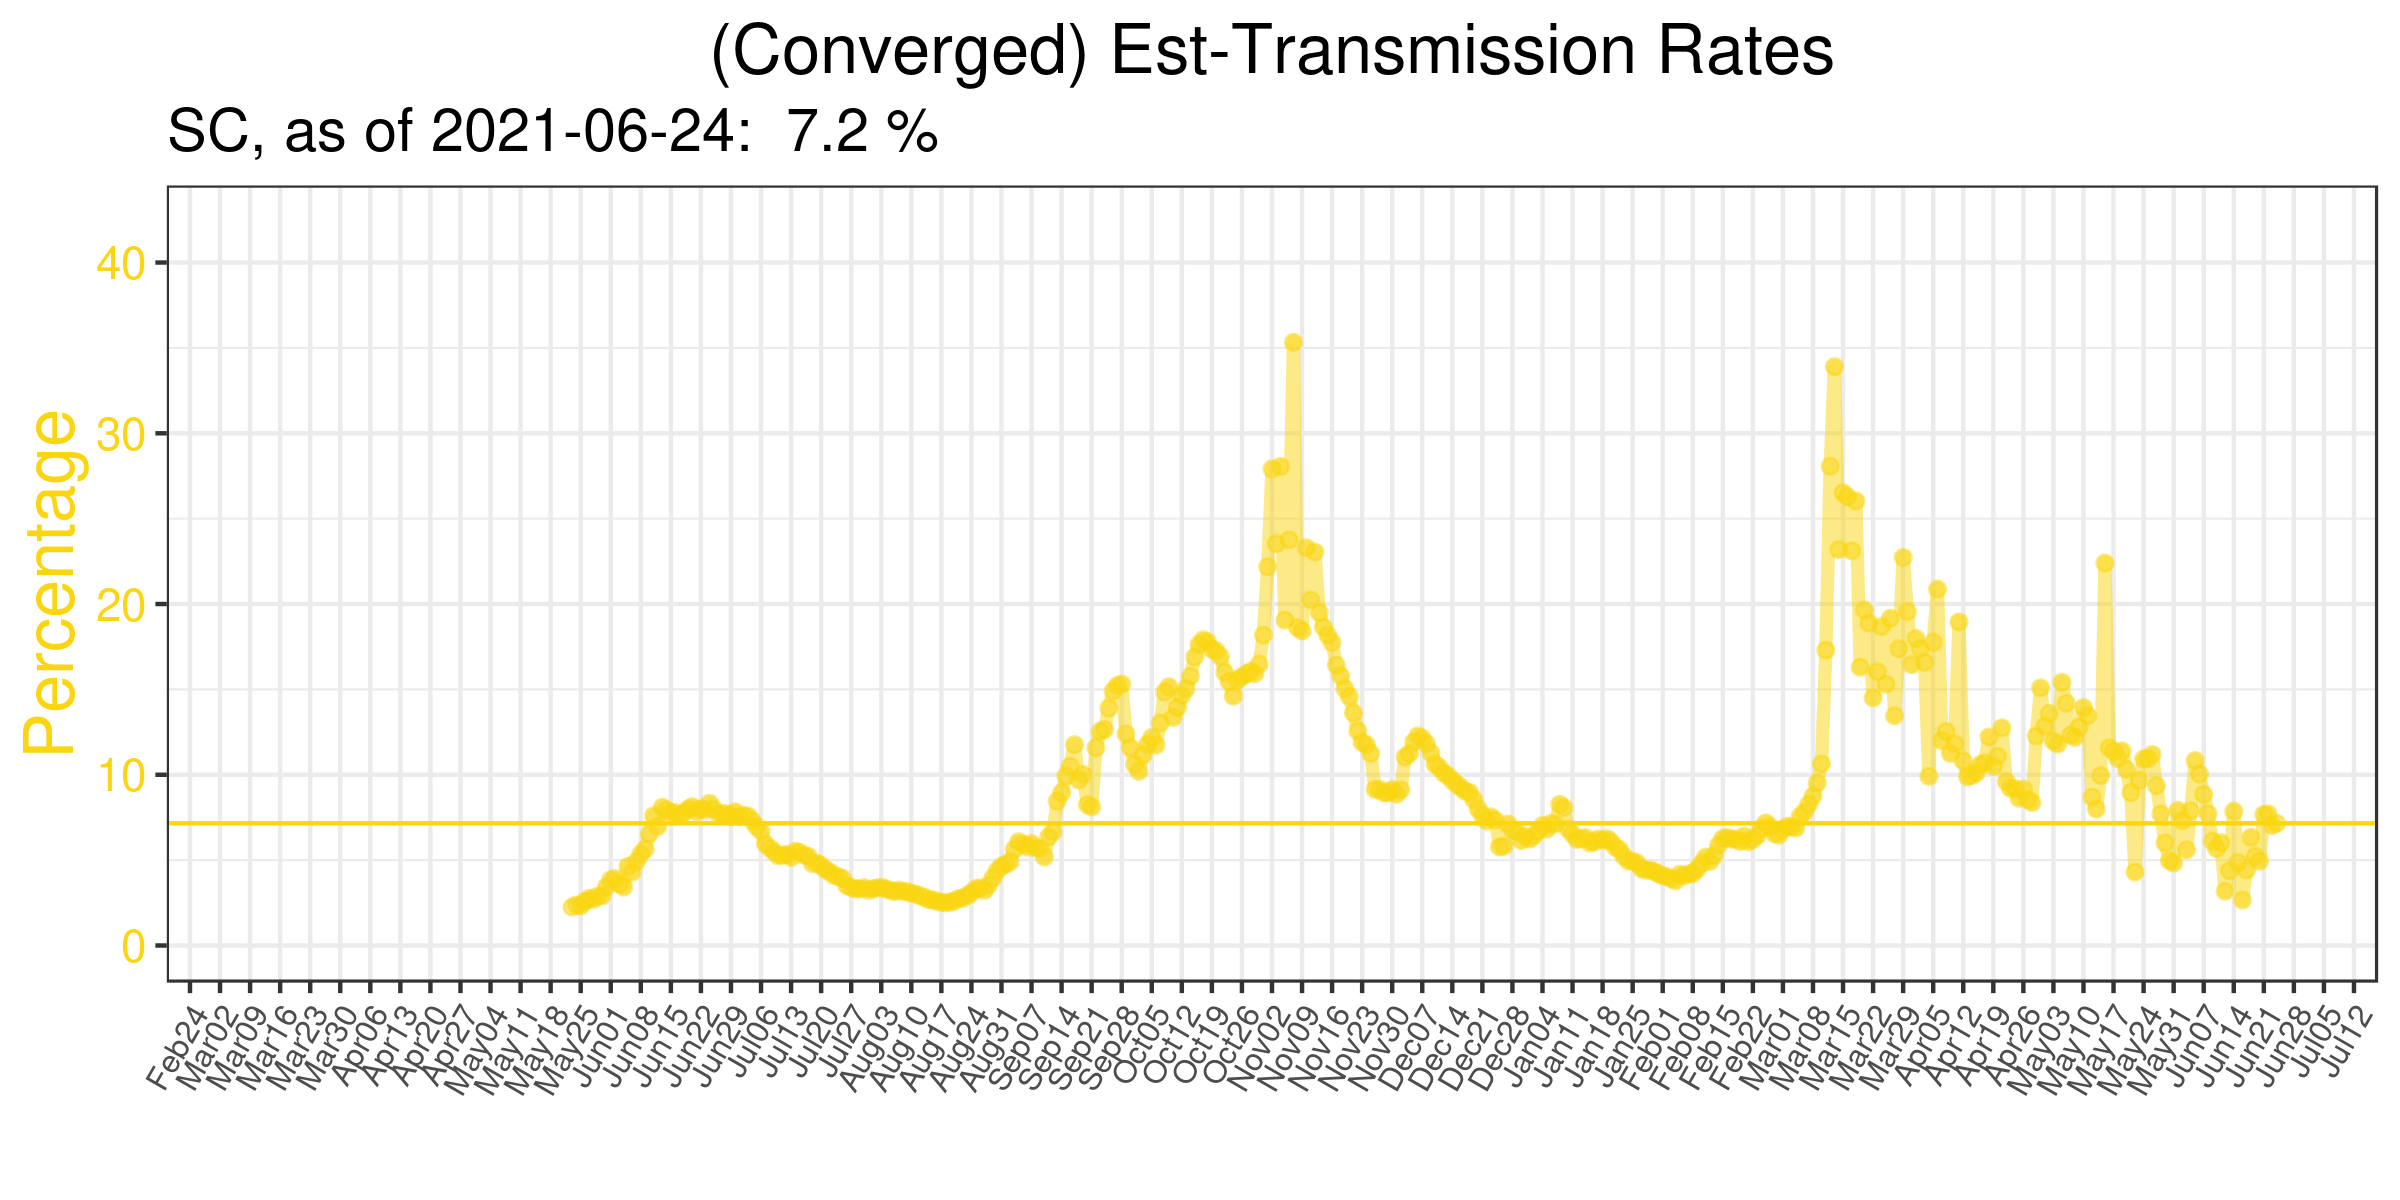 (Converged) Est-Transmission Rates
SC, as of 2021-06-24:  7.2 %
Percentage
40
30
20
10
0
Feb24
Mar02
Mar09
Mar16
Mar23
Mar30
Apr06
Apr13
Apr20
Apr27
May04
May11
May18
May25
Jun01
Jun08
Jun15
Jun22
Jun29
Jul06
Jul13
Jul20
Jul27
Aug03
Aug10
Aug17
Aug24
Aug31
Sep07
Sep14
Sep21
Sep28
Oct05
Oct12
Oct19
Oct26
Nov02
Nov09
Nov16
Nov23
Nov30
Dec07
Dec14
Dec21
Dec28
Jan04
Jan11
Jan18
Jan25
Feb01
Feb08
Feb15
Feb22
Mar01
Mar08
Mar15
Mar22
Mar29
Apr05
Apr12
Apr19
Apr26
May03
May10
May17
May24
May31
Jun07
Jun14
Jun21
Jun28
Jul05
Jul12